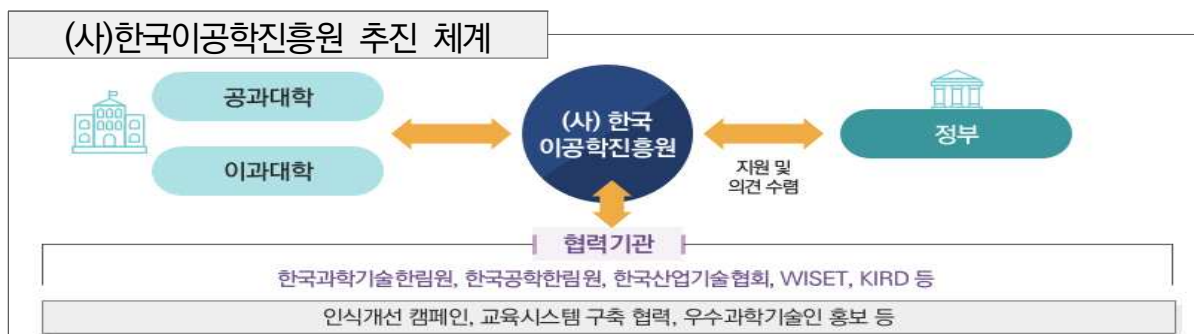 (사)한국이공학진흥원 추진 체계
공과대학
이과대학
(사) 한국
이공학진흥원
지원 및
의견 수렴
정부
협력기관
한국과학기술한림원, 한국공학한림원, 한국산업기술협회, WISET, KIRD 등
인식개선 캠페인, 교육시스템 구축 협력, 우수과학기술인 홍보 등